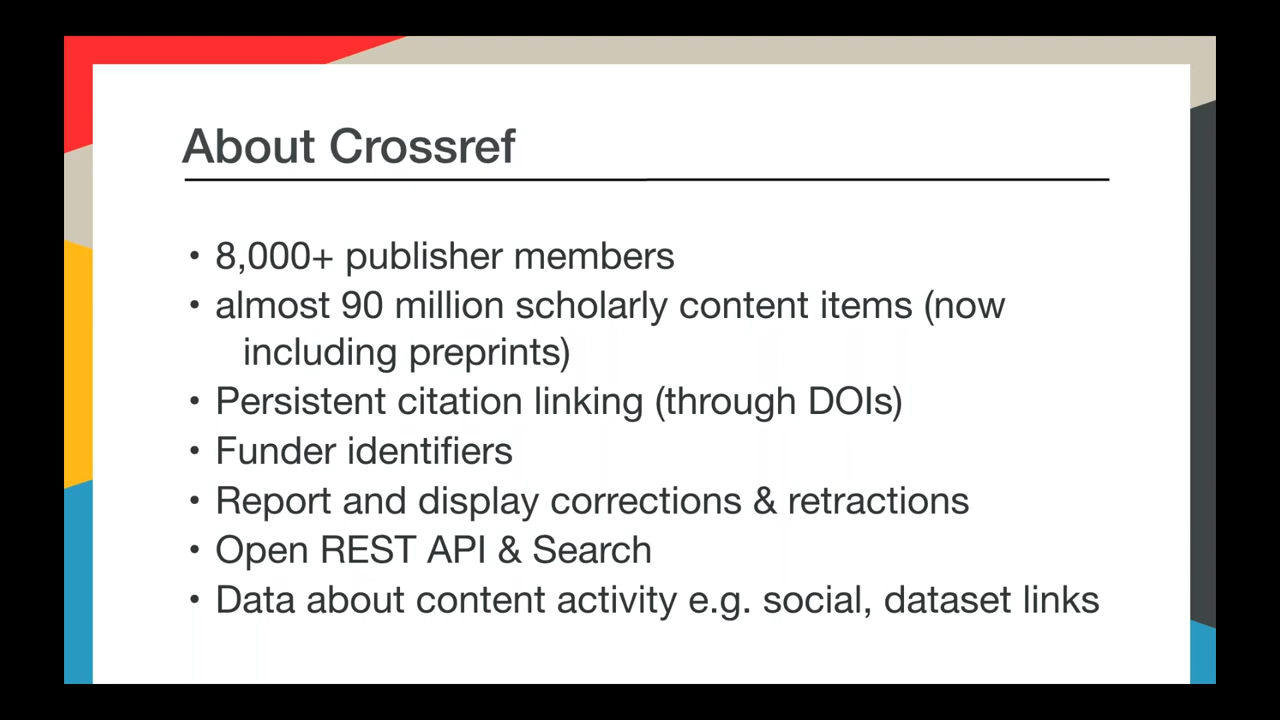 About Crossref
• 8,000+ publisher members
• almost 90 million scholarly content items (now
including preprints)
• Persistent citation linking (through DOIs)
• Funder identifiers
• Report and display corrections & retractions
• Open REST API & Search
• Data about content activity e.g. social, dataset links